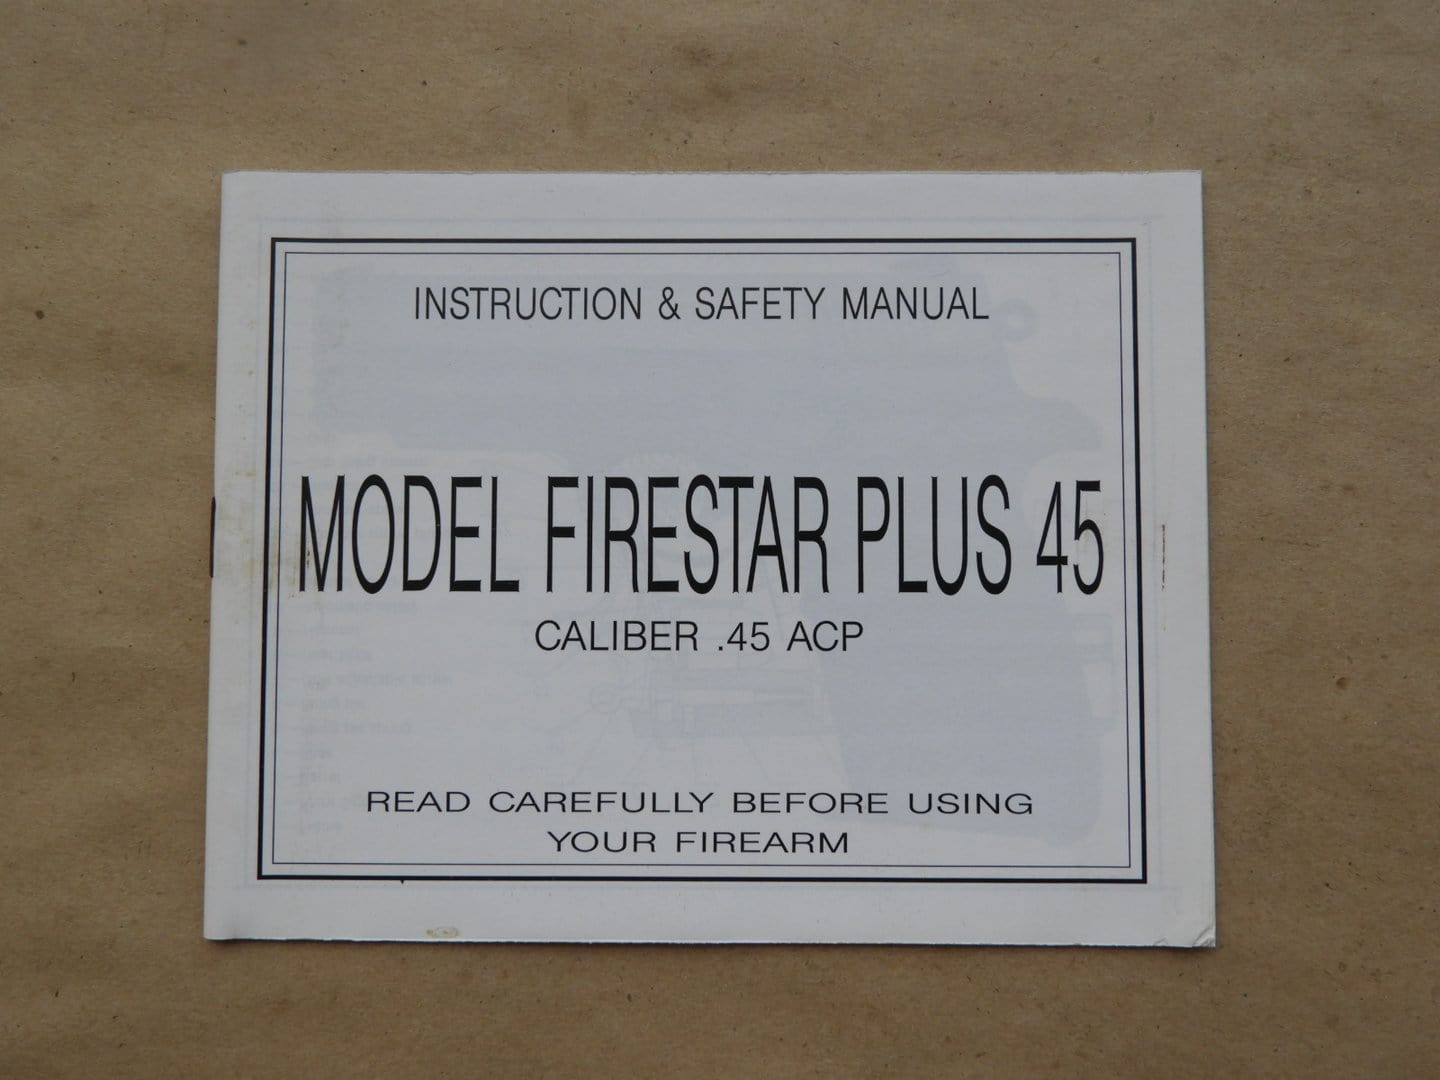 INSTRUCTION & SAFETY MANUAL
MODEL FIRESTAR PLUS 45
CALIBER .45 ACP
READ CAREFULLY BEFORE USING
YOUR FIREARM